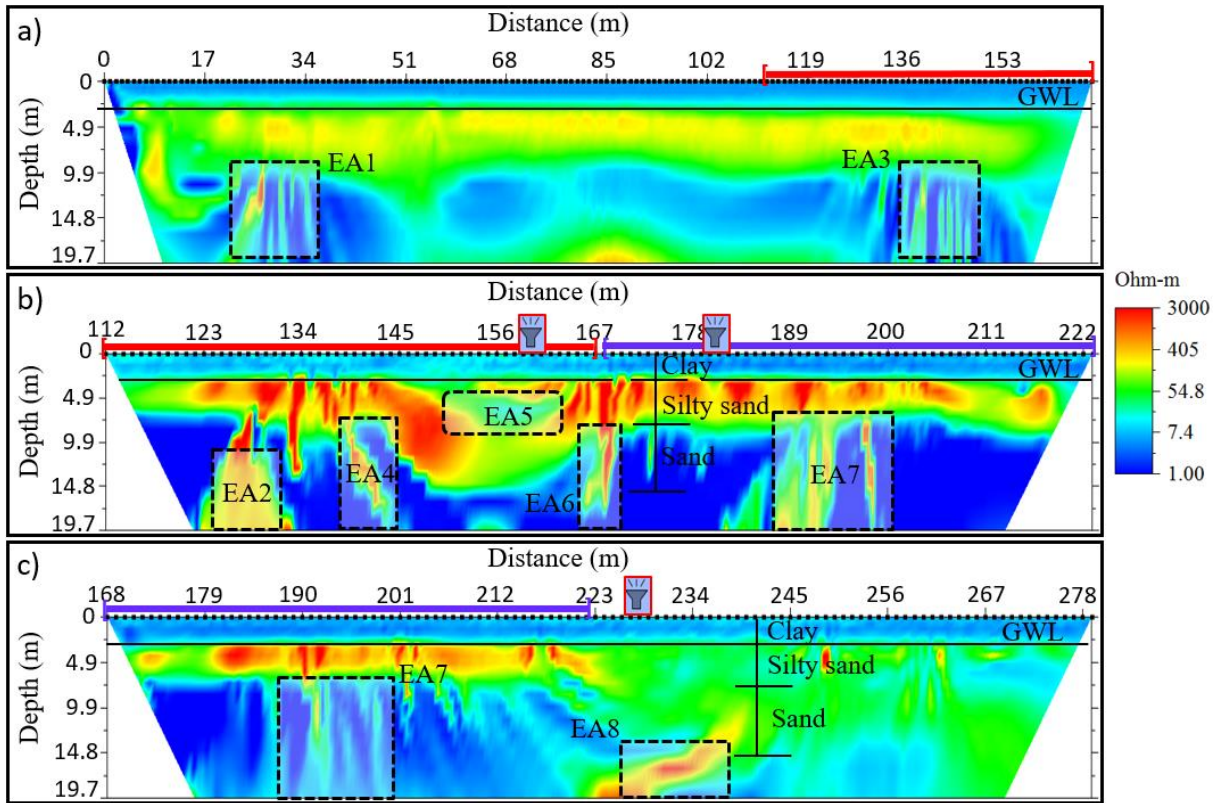 a)
Distance (m)
0 17 34 51 68 85 102 119 136 153
Depth (m)
0
4.9
9.9
14.8
19.7
GWL
EA1
EA3
b)
Distance (m)
112 123 134 145 156 167 178 189 200 211 222
Depth (m)
0
4.9
9.9
14.8
19.7
Clay
GWL
Silty sand
Sand
EA5
EA2
EA4
EA6
EA7
Ohm-m
3000
405
54.8
7.4
1.00
c)
Distance (m)
168 179 190 201 212 223 234 245 256 267 278
Depth (m)
0
4.9
9.9
14.8
19.7
Clay
GWL
Silty sand
Sand
EA7
EA8